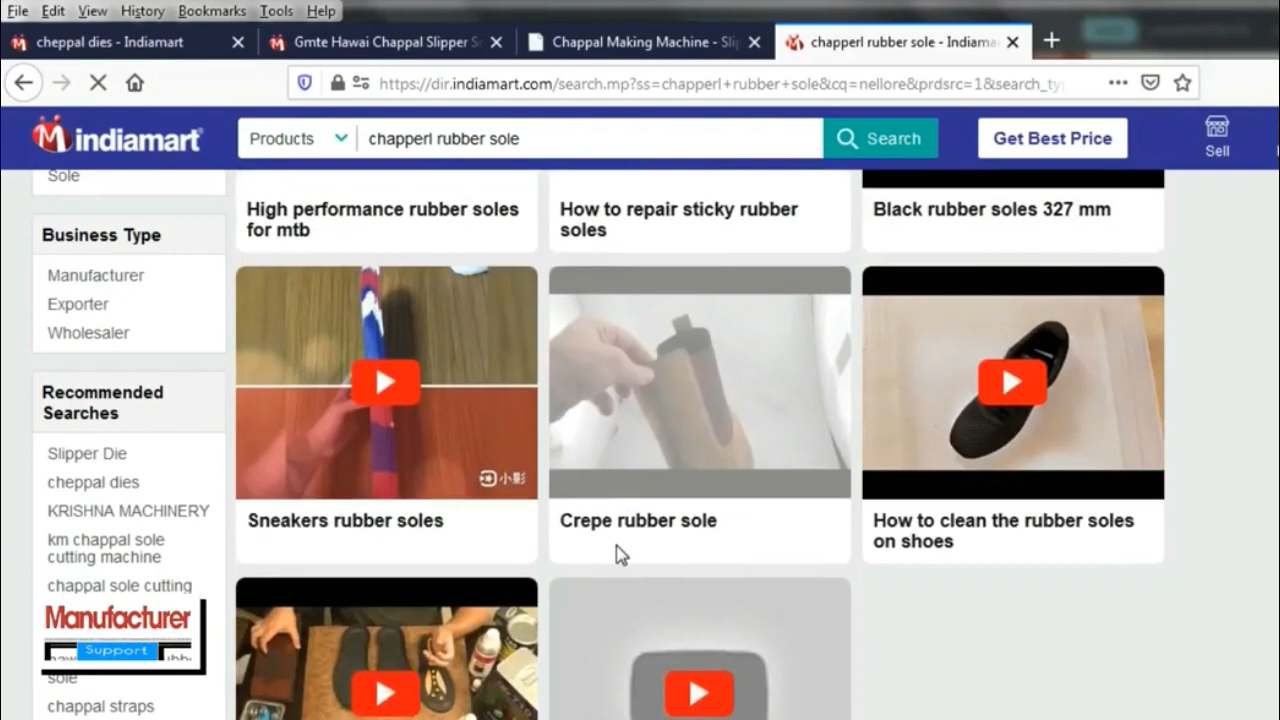 File Edit View History Bookmarks Tools Help
cheppal dies - Indiamart
Gmte Hawai Chappal Slipper S
Chappal Making Machine - Slip
chapperl rubber sole - Indiama
https://dir.indiamart.com/search.mp?ss=chapperl+rubber+sole&cq=nellore&prdsrc=1&search_ty
indiamart
Products
chapperl rubber sole
Search
Get Best Price
Sell
Sole
Business Type
Manufacturer
Exporter
Wholesaler
Recommended
Searches
Slipper Die
cheppal dies
KRISHNA MACHINERY
km chappal sole
cutting machine
chappal sole cutting
Manufacturer
Support
sole
chappal straps
High performance rubber soles
for mtb
How to repair sticky rubber
soles
Black rubber soles 327 mm
小影
Sneakers rubber soles
Crepe rubber sole
How to clean the rubber soles
on shoes